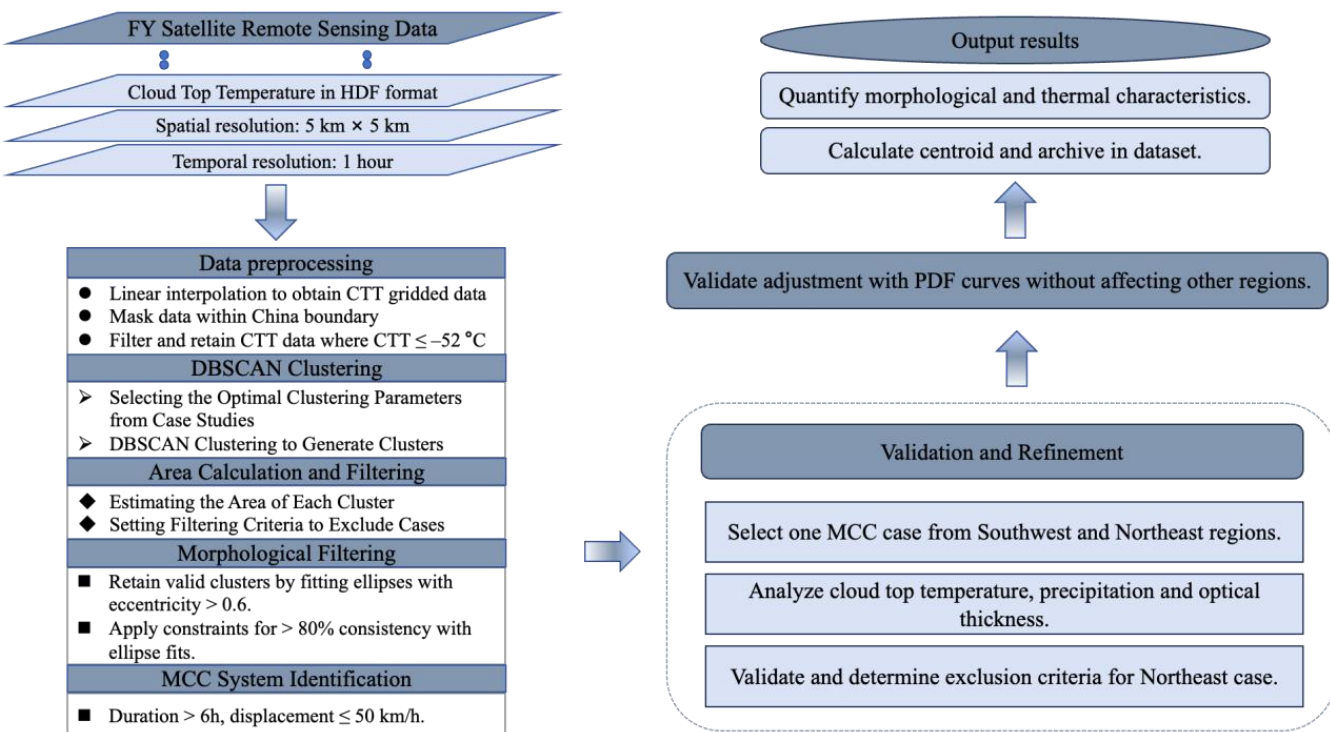 FY Satellite Remote Sensing Data
Cloud Top Temperature in HDF format
Spatial resolution: 5 km × 5 km
Temporal resolution: 1 hour
Data preprocessing
● Linear interpolation to obtain CTT gridded data
● Mask data within China boundary
● Filter and retain CTT data where CTT ≤ –52 °C
DBSCAN Clustering
➢ Selecting the Optimal Clustering Parameters
from Case Studies
➢ DBSCAN Clustering to Generate Clusters
Area Calculation and Filtering
◆ Estimating the Area of Each Cluster
◆ Setting Filtering Criteria to Exclude Cases
Morphological Filtering
■ Retain valid clusters by fitting ellipses with
eccentricity > 0.6.
■ Apply constraints for > 80% consistency with
ellipse fits.
MCC System Identification
■ Duration > 6h, displacement ≤ 50 km/h.
Validation and Refinement
Select one MCC case from Southwest and Northeast regions.
Analyze cloud top temperature, precipitation and optical
thickness.
Validate and determine exclusion criteria for Northeast case.
Validate adjustment with PDF curves without affecting other regions.
Output results
Quantify morphological and thermal characteristics.
Calculate centroid and archive in dataset.